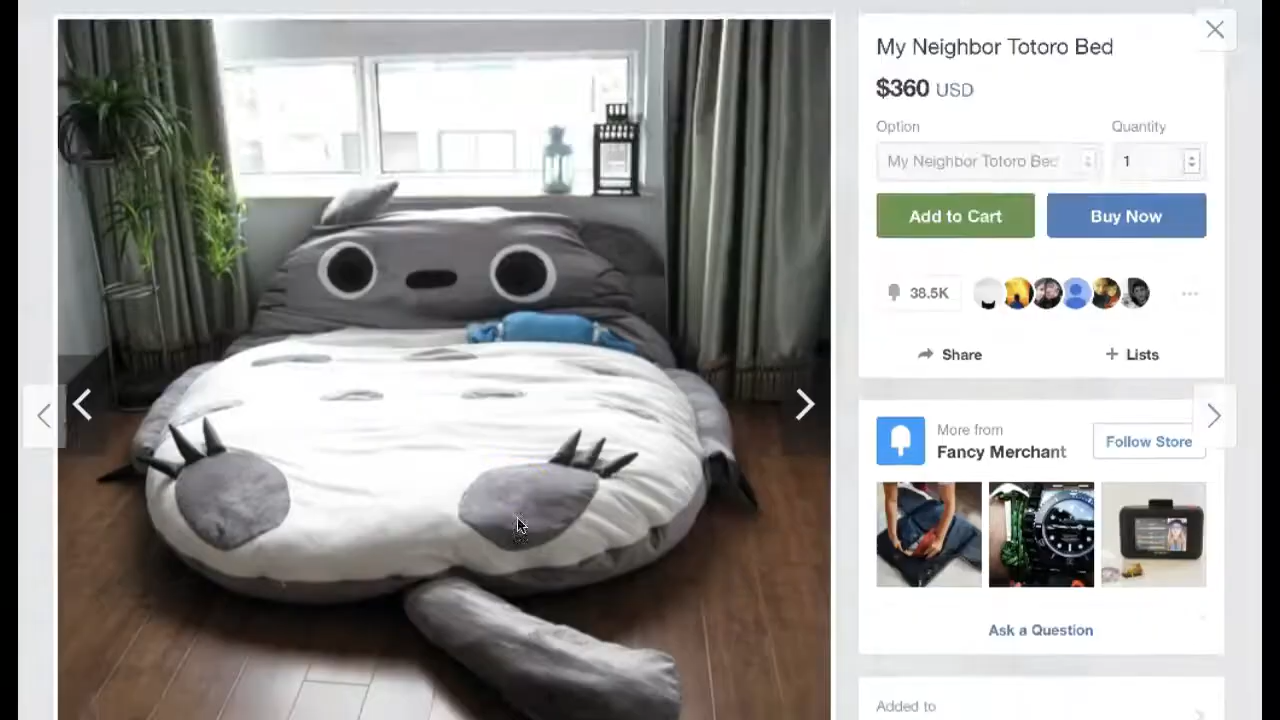 My Neighbor Totoro Bed
$360 USD
Option Quantity
My Neighbor Totoro Bed 1
Add to Cart Buy Now
38.5K
Share Lists
More from
Fancy Merchant
Follow Store
Ask a Question
Added to